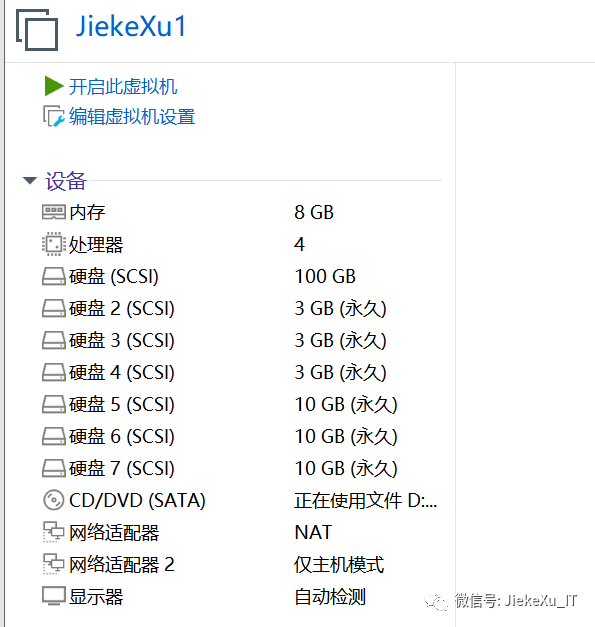 JiekeXu1
开启此虚拟机
编辑虚拟机设置
设备
内存 8 GB
处理器 4
硬盘 (SCSI) 100 GB
硬盘 2 (SCSI) 3 GB (永久)
硬盘 3 (SCSI) 3 GB (永久)
硬盘 4 (SCSI) 3 GB (永久)
硬盘 5 (SCSI) 10 GB (永久)
硬盘 6 (SCSI) 10 GB (永久)
硬盘 7 (SCSI) 10 GB (永久)
CD/DVD (SATA) 正在使用文件 D:...
网络适配器 NAT
网络适配器 2 仅主机模式
显示器 自动检测
微信号: JiekeXu_IT